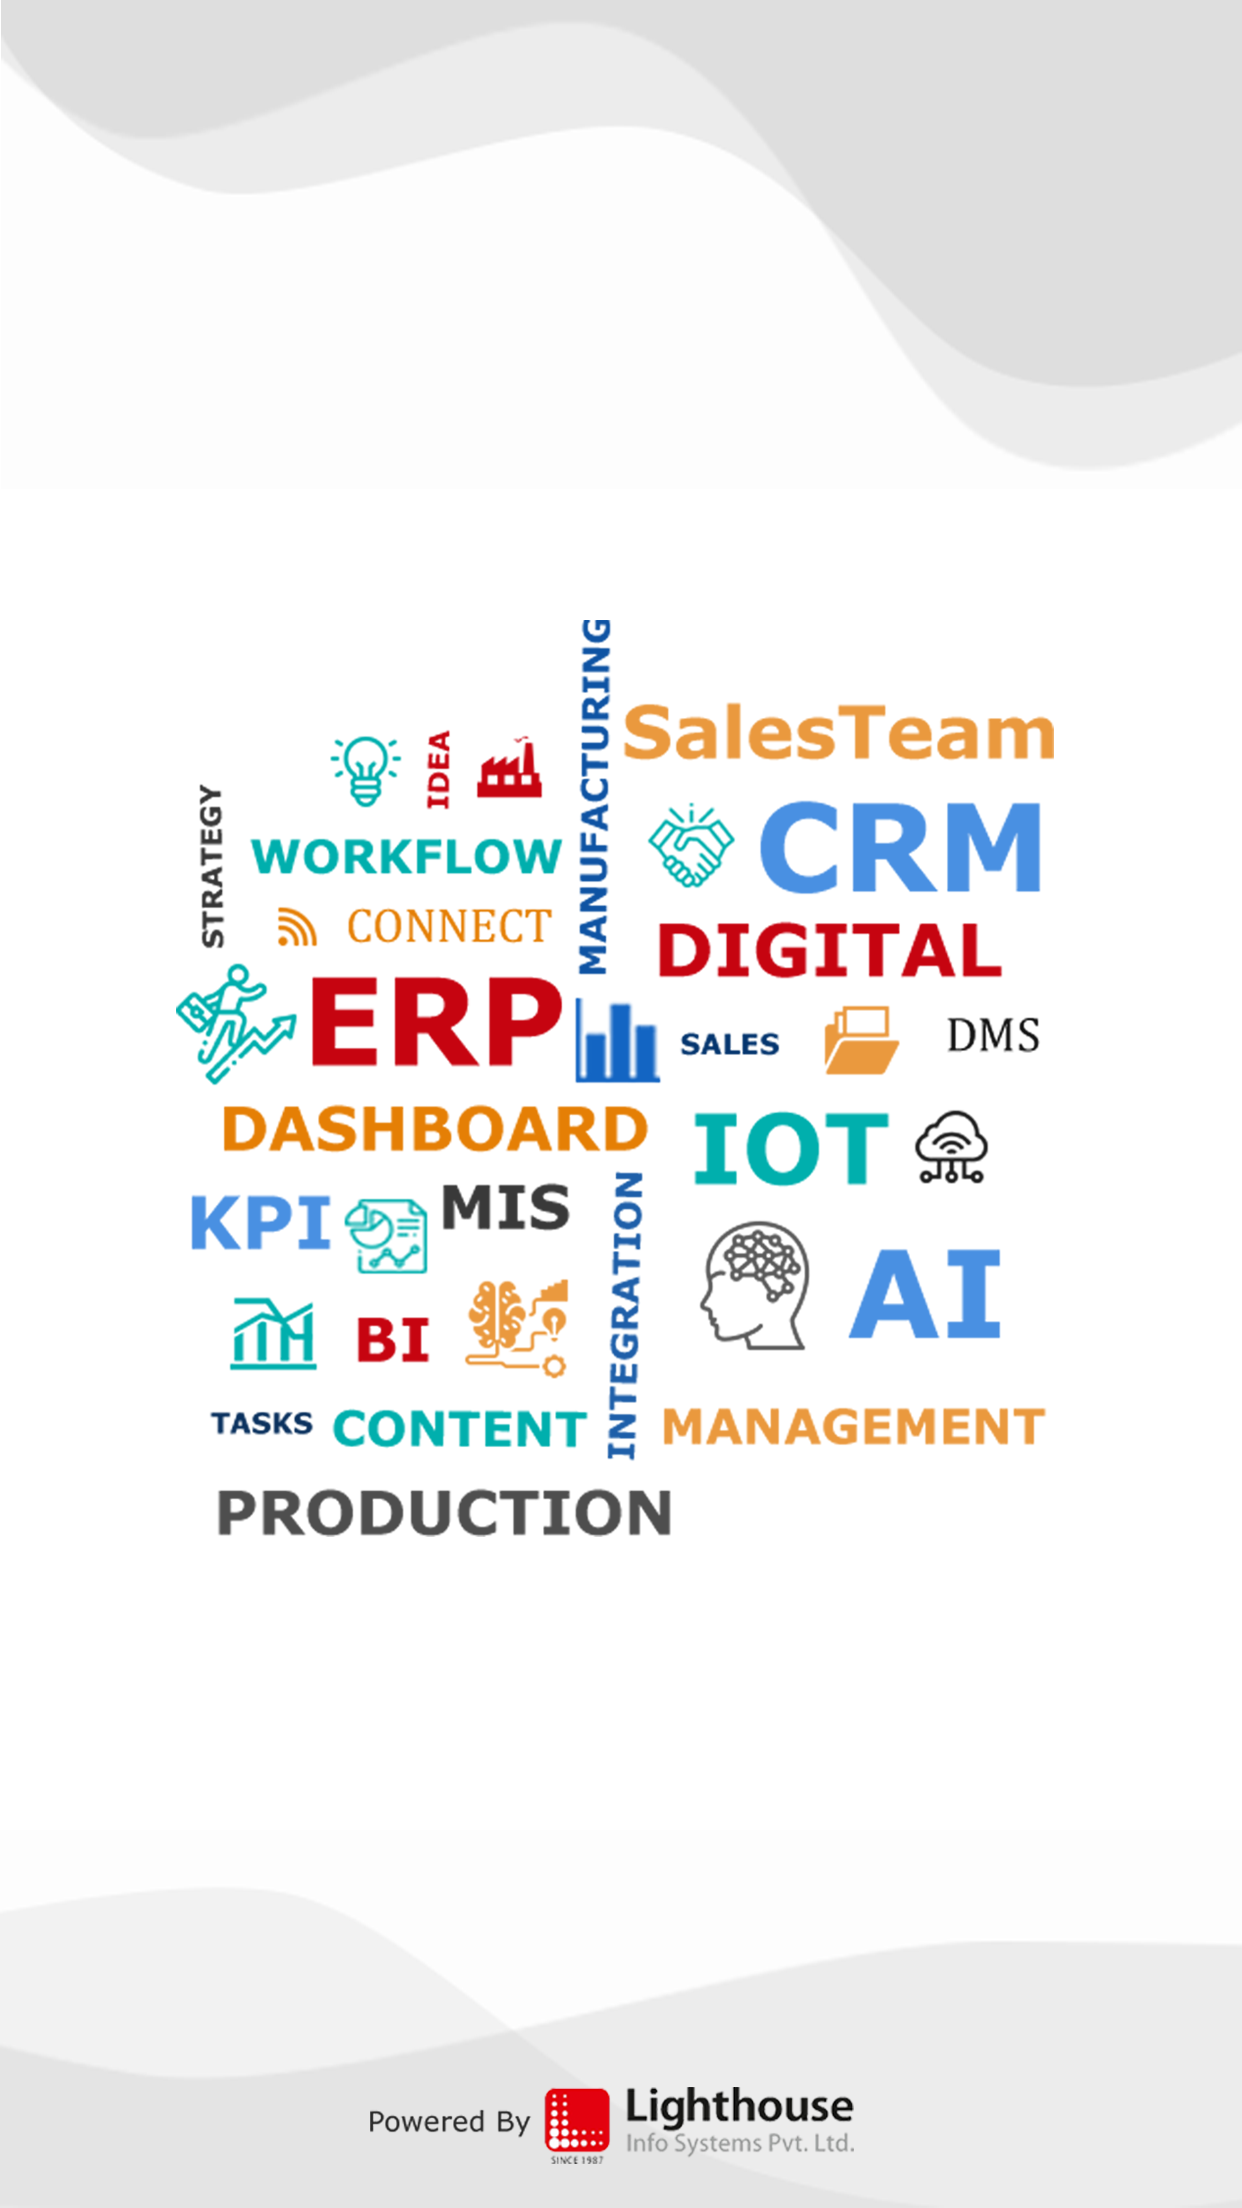 MANUFACTURING
SalesTeam
IDEA
STRATEGY
WORKFLOW
CRM
CONNECT
DIGITAL
ERP
SALES
DMS
DASHBOARD
IOT
KPI
MIS
INTEGRATION
AI
BI
TASKS
CONTENT
MANAGEMENT
PRODUCTION
Powered By
Lighthouse
Info Systems Pvt. Ltd.
SINCE 1987